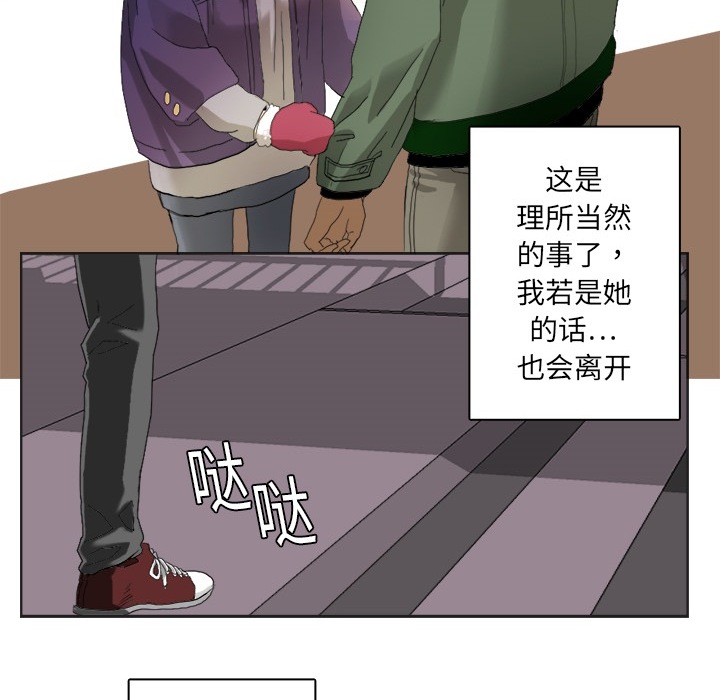 这是
理所当然
的事了，
我若是她
的话...
也会离开
哒
哒